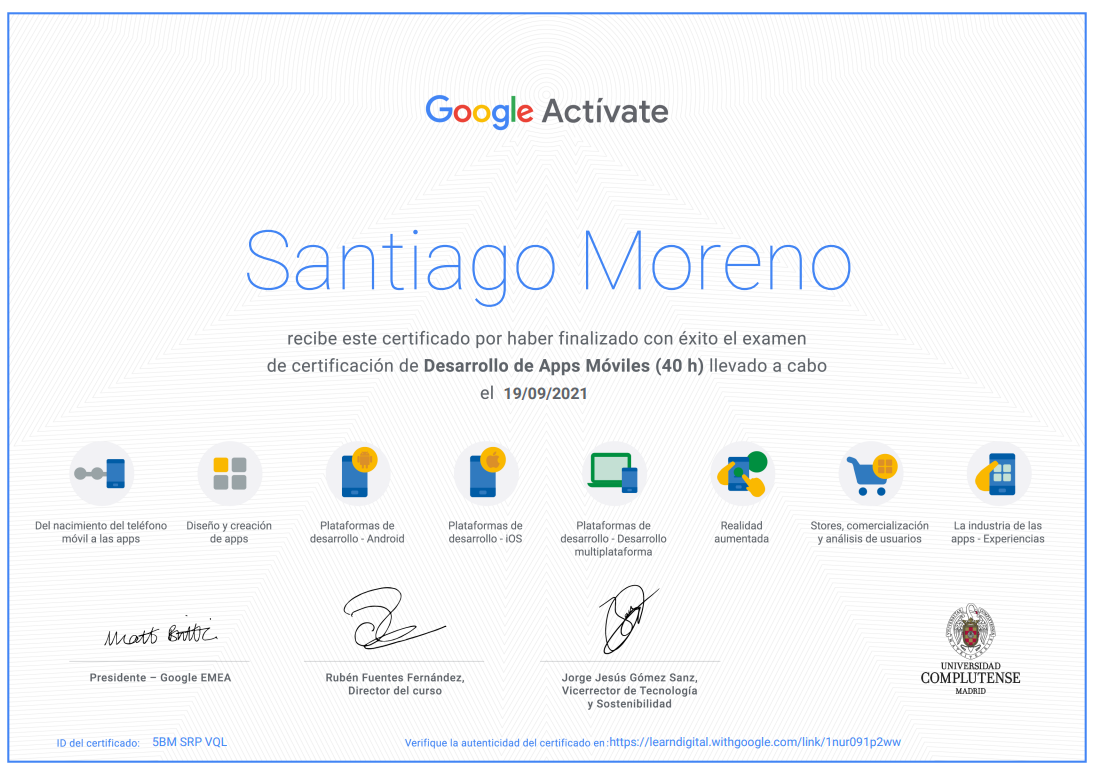 Google Actívate
Santiago Moreno
recibe este certificado por haber finalizado con éxito el examen
de certificación de Desarrollo de Apps Móviles (40 h) llevado a cabo
el 19/09/2021
Del nacimiento del teléfono
móvil a las apps
Diseño y creación
de apps
Plataformas de
desarrollo - Android
Plataformas de
desarrollo - iOS
Plataformas de
desarrollo - Desarrollo
multiplataforma
Realidad
aumentada
Stores, comercialización
y análisis de usuarios
La industria de las
apps - Experiencias
Matt Brittin
Presidente – Google EMEA
Rubén Fuentes Fernández,
Director del curso
Jorge Jesús Gómez Sanz,
Vicerrector de Tecnología
y Sostenibilidad
UNIVERSIDAD
COMPLUTENSE
MADRID
ID del certificado: 5BM SRP VQL
Verifique la autenticidad del certificado en:https://learndigital.withgoogle.com/link/1nur091p2ww